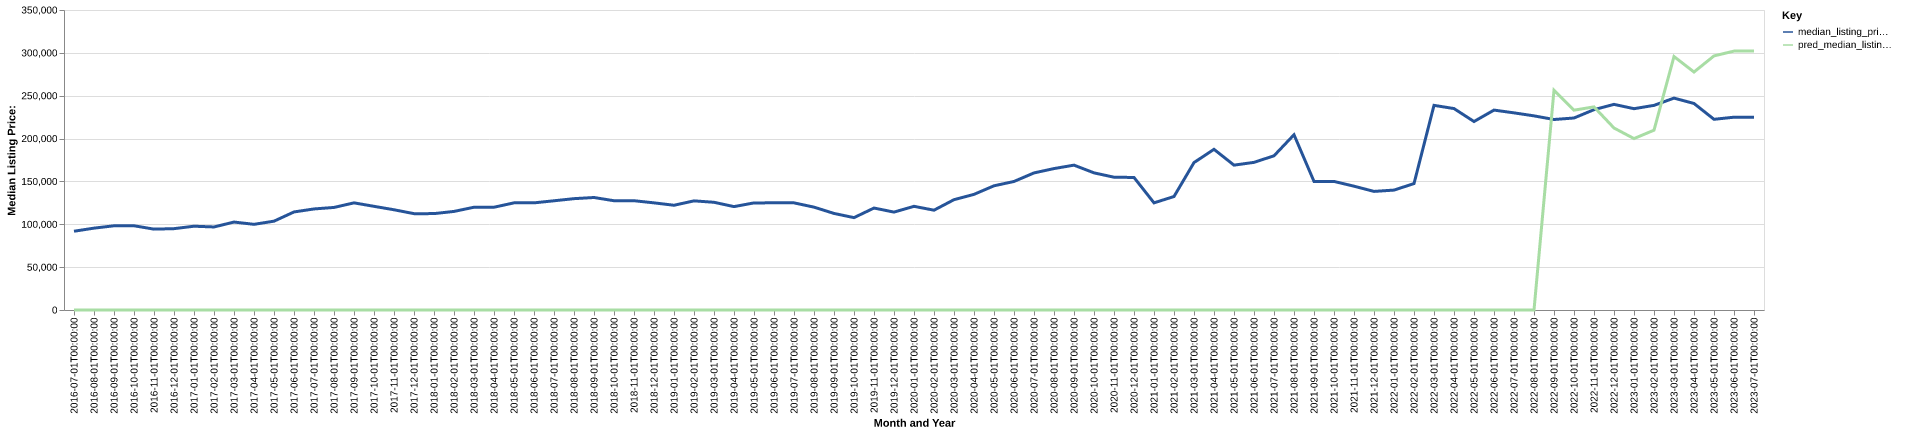 350,000
300,000
250,000
200,000
150,000
100,000
50,000
0
Median Listing Price:
2016-07-01T00:00:00
2016-08-01T00:00:00
2016-09-01T00:00:00
2016-10-01T00:00:00
2016-11-01T00:00:00
2016-12-01T00:00:00
2017-01-01T00:00:00
2017-02-01T00:00:00
2017-03-01T00:00:00
2017-04-01T00:00:00
2017-05-01T00:00:00
2017-06-01T00:00:00
2017-07-01T00:00:00
2017-08-01T00:00:00
2017-09-01T00:00:00
2017-10-01T00:00:00
2017-11-01T00:00:00
2017-12-01T00:00:00
2018-01-01T00:00:00
2018-02-01T00:00:00
2018-03-01T00:00:00
2018-04-01T00:00:00
2018-05-01T00:00:00
2018-06-01T00:00:00
2018-07-01T00:00:00
2018-08-01T00:00:00
2018-09-01T00:00:00
2018-10-01T00:00:00
2018-11-01T00:00:00
2018-12-01T00:00:00
2019-01-01T00:00:00
2019-02-01T00:00:00
2019-03-01T00:00:00
2019-04-01T00:00:00
2019-05-01T00:00:00
2019-06-01T00:00:00
2019-07-01T00:00:00
2019-08-01T00:00:00
2019-09-01T00:00:00
2019-10-01T00:00:00
2019-11-01T00:00:00
2019-12-01T00:00:00
2020-01-01T00:00:00
2020-02-01T00:00:00
2020-03-01T00:00:00
2020-04-01T00:00:00
2020-05-01T00:00:00
2020-06-01T00:00:00
2020-07-01T00:00:00
2020-08-01T00:00:00
2020-09-01T00:00:00
2020-10-01T00:00:00
2020-11-01T00:00:00
2020-12-01T00:00:00
2021-01-01T00:00:00
2021-02-01T00:00:00
2021-03-01T00:00:00
2021-04-01T00:00:00
2021-05-01T00:00:00
2021-06-01T00:00:00
2021-07-01T00:00:00
2021-08-01T00:00:00
2021-09-01T00:00:00
2021-10-01T00:00:00
2021-11-01T00:00:00
2021-12-01T00:00:00
2022-01-01T00:00:00
2022-02-01T00:00:00
2022-03-01T00:00:00
2022-04-01T00:00:00
2022-05-01T00:00:00
2022-06-01T00:00:00
2022-07-01T00:00:00
2022-08-01T00:00:00
2022-09-01T00:00:00
2022-10-01T00:00:00
2022-11-01T00:00:00
2022-12-01T00:00:00
2023-01-01T00:00:00
2023-02-01T00:00:00
2023-03-01T00:00:00
2023-04-01T00:00:00
2023-05-01T00:00:00
2023-06-01T00:00:00
2023-07-01T00:00:00
Month and Year
Key
median_listing_pri…
pred_median_listin…